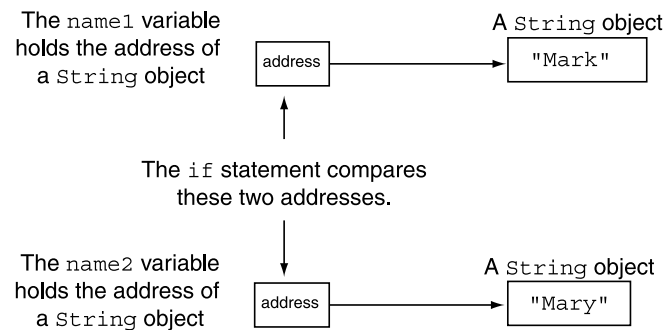 The name1 variable
holds the address of
a String object
address
A String object
"Mark"
The if statement compares
these two addresses.
The name2 variable
holds the address of
a String object
address
A String object
"Mary"